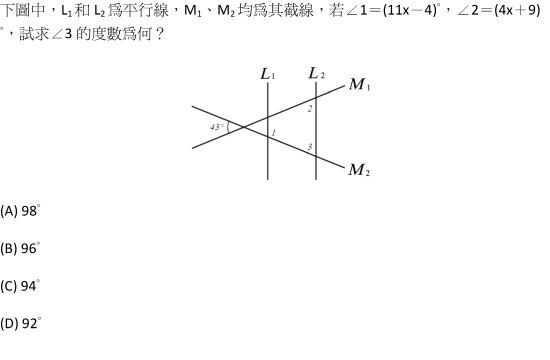 下圖中，L₁和 L₂爲平行線，M₁、M₂均爲其截線，若∠1＝(11x－4)°，∠2＝(4x＋9)
°，試求∠3 的度數爲何？
L₁ L₂
M₁
2
43°
1
3
M₂
(A) 98°
(B) 96°
(C) 94°
(D) 92°